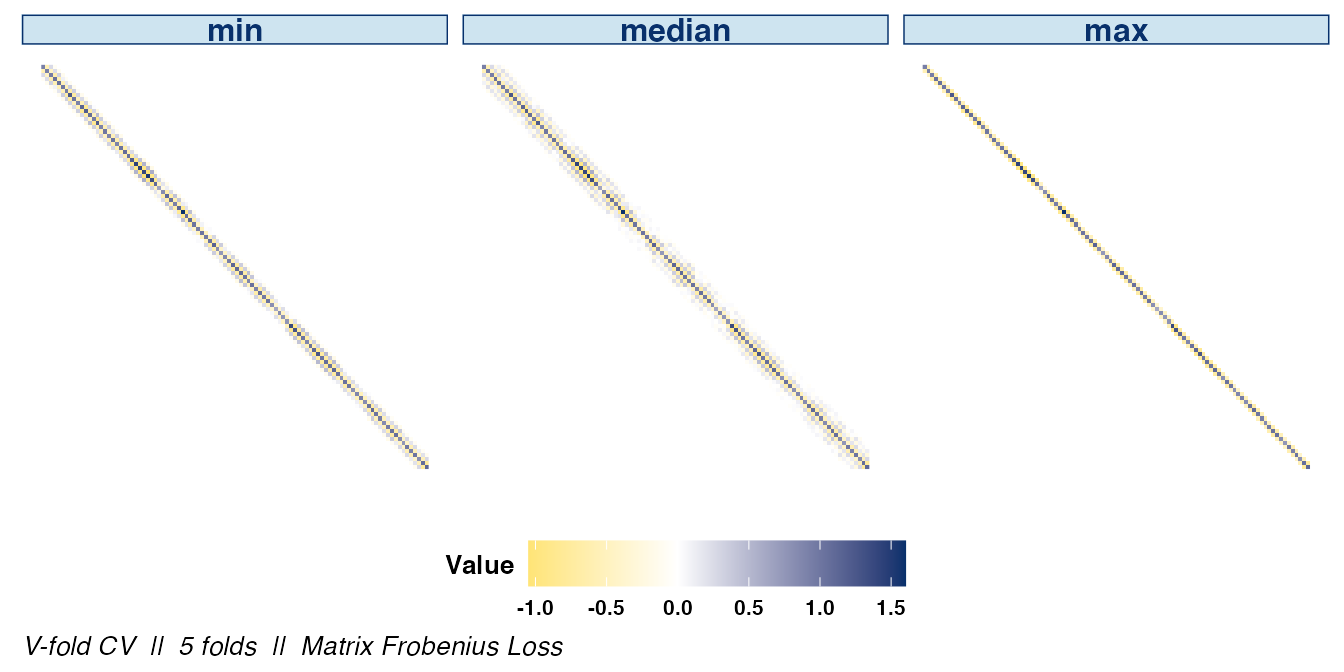 min median max
Value
-1.0 -0.5 0.0 0.5 1.0 1.5
V-fold CV // 5 folds // Matrix Frobenius Loss